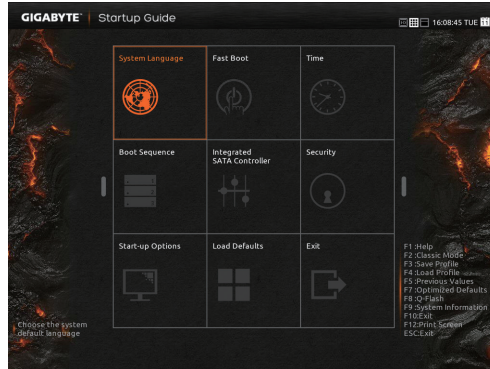 GIGABYTE™ Startup Guide
16:08:45 TUE 11
System Language
Fast Boot
Time
Boot Sequence
Integrated
SATA Controller
Security
Start-up Options
Load Defaults
Exit
F1 :Help
F2 :Classic Mode
F3 :Save Profile
F4 :Load Profile
F5 :Previous Values
F7 :Optimized Defaults
F8 :Q-Flash
F9 :System Information
F10:Exit
F12:Print Screen
ESC:Exit
Choose the system
default language